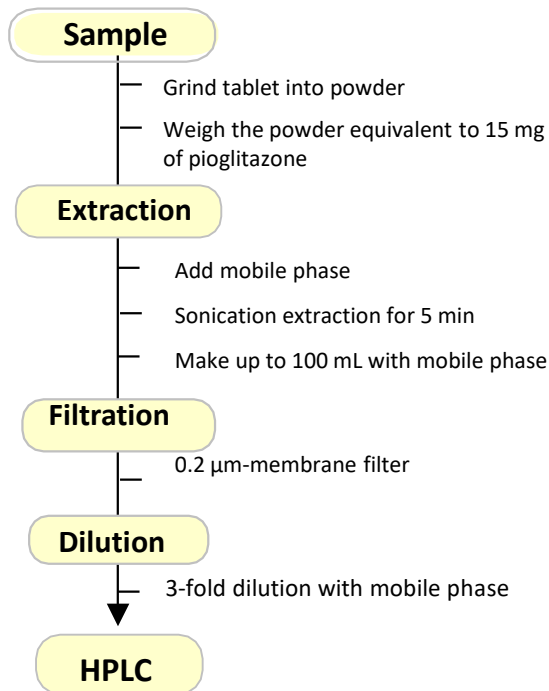 Sample
Grind tablet into powder
Weigh the powder equivalent to 15 mg
of pioglitazone
Extraction
Add mobile phase
Sonication extraction for 5 min
Make up to 100 mL with mobile phase
Filtration
0.2 μm-membrane filter
Dilution
3-fold dilution with mobile phase
HPLC